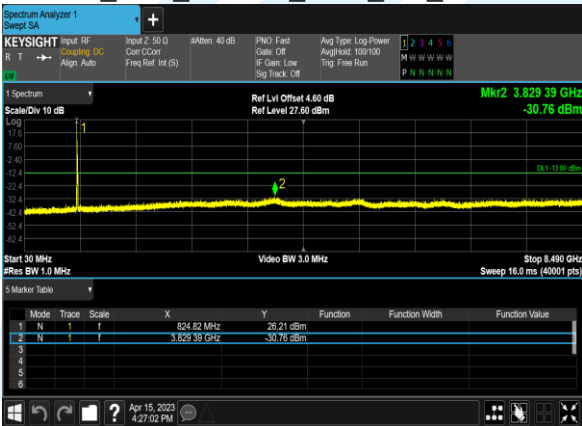 Spectrum Analyzer 1
Swept SA
+
KEYSIGHT Input: RF Input Z: 50 Ω #Atten: 40 dB PNO: Fast Avg Type: Log-Power 1 2 3 4 5 6
R T Coupling: DC Corr CCorr Gate: Off Avg|Hold: 100/100 M W W W W W
Align: Auto Freq Ref: Int (S) IF Gain: Low Trig: Free Run
LV Sig Track: Off P N N N N N
1 Spectrum
Ref Lvl Offset 4.60 dB Mkr2 3.829 39 GHz
Scale/Div 10 dB Ref Level 27.60 dBm -30.76 dBm
Log
1
17.6
7.60
-2.40
DL1 -13.00 dBm
-12.4
-22.4
2
-32.4
-42.4
-52.4
-62.4
Start 30 MHz Video BW 3.0 MHz Stop 8.490 GHz
#Res BW 1.0 MHz Sweep 16.0 ms (40001 pts)
5 Marker Table
Mode Trace Scale X Y Function Function Width Function Value
1 N 1 f 824.82 MHz 26.21 dBm
2 N 1 f 3.829 39 GHz -30.76 dBm
3
4
5
6
? Apr 15, 2023
4:27:02 PM